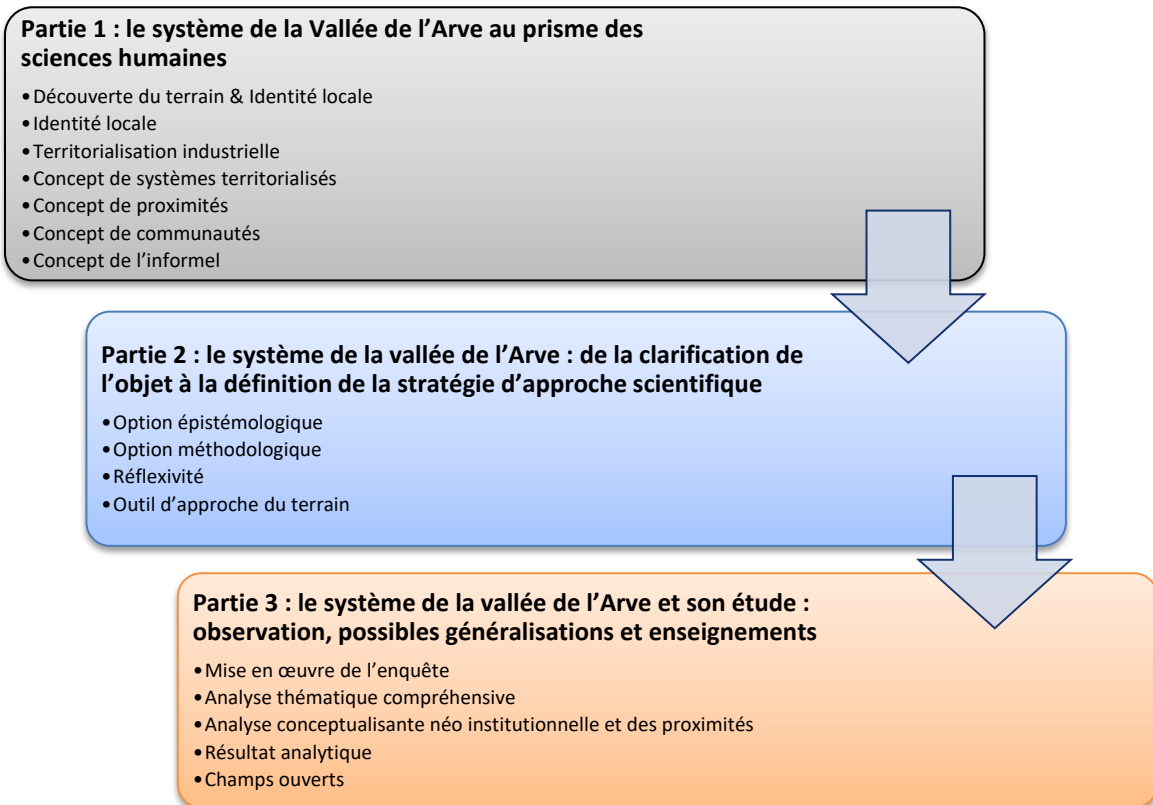 Partie 1 : le système de la Vallée de l’Arve au prisme des
sciences humaines
•Découverte du terrain & Identité locale
•Identité locale
•Territorialisation industrielle
•Concept de systèmes territorialisés
•Concept de proximités
•Concept de communautés
•Concept de l’informel
Partie 2 : le système de la vallée de l’Arve : de la clarification de
l’objet à la définition de la stratégie d’approche scientifique
•Option épistémologique
•Option méthodologique
•Réflexivité
•Outil d’approche du terrain
Partie 3 : le système de la vallée de l’Arve et son étude :
observation, possibles généralisations et enseignements
•Mise en œuvre de l’enquête
•Analyse thématique compréhensive
•Analyse conceptualisante néo institutionnelle et des proximités
•Résultat analytique
•Champs ouverts